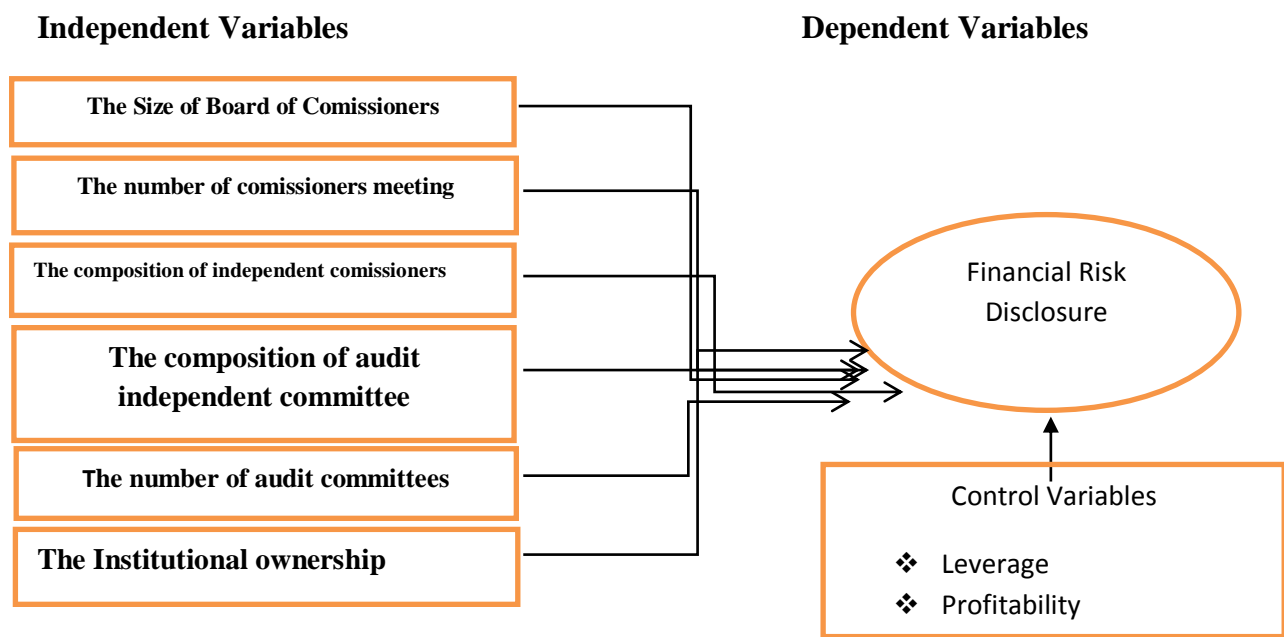 Independent Variables
Dependent Variables
The Size of Board of Comissioners
The number of comissioners meeting
The composition of independent comissioners
The composition of audit
independent committee
The number of audit committees
The Institutional ownership
Financial Risk
Disclosure
Control Variables
❖ Leverage
❖ Profitability